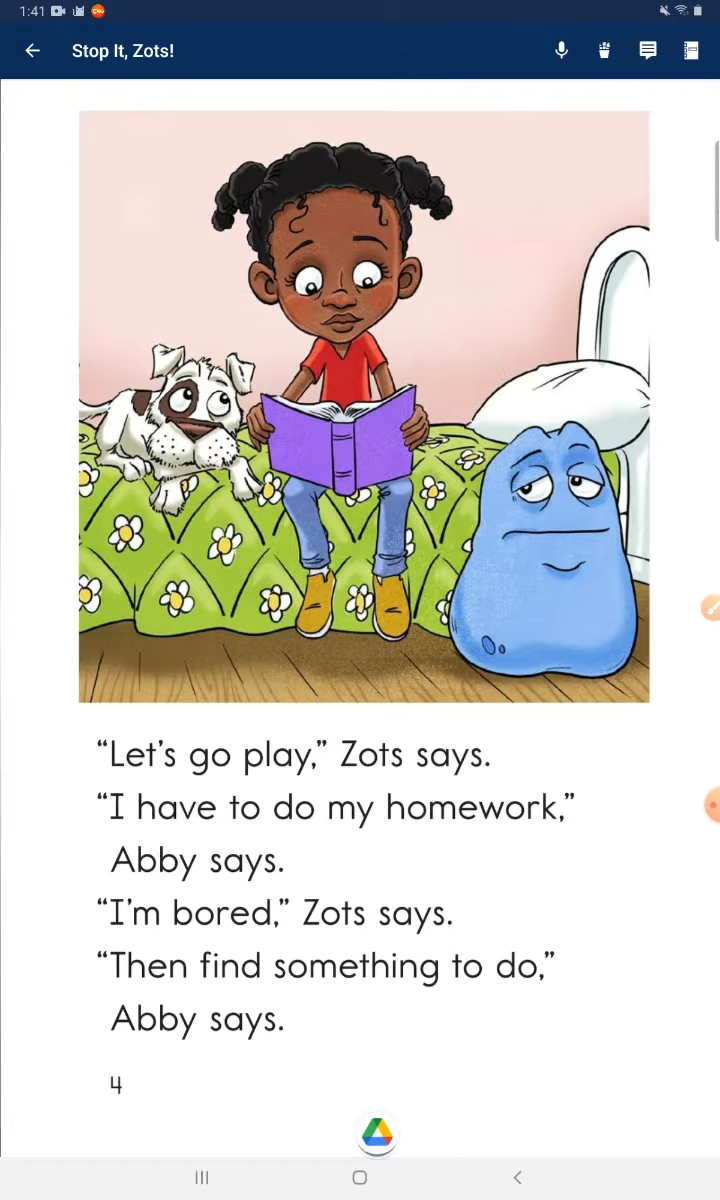 1:41
Stop It, Zots!
“Let’s go play,” Zots says.
“I have to do my homework,”
Abby says.
“I’m bored,” Zots says.
“Then find something to do,”
Abby says.
4